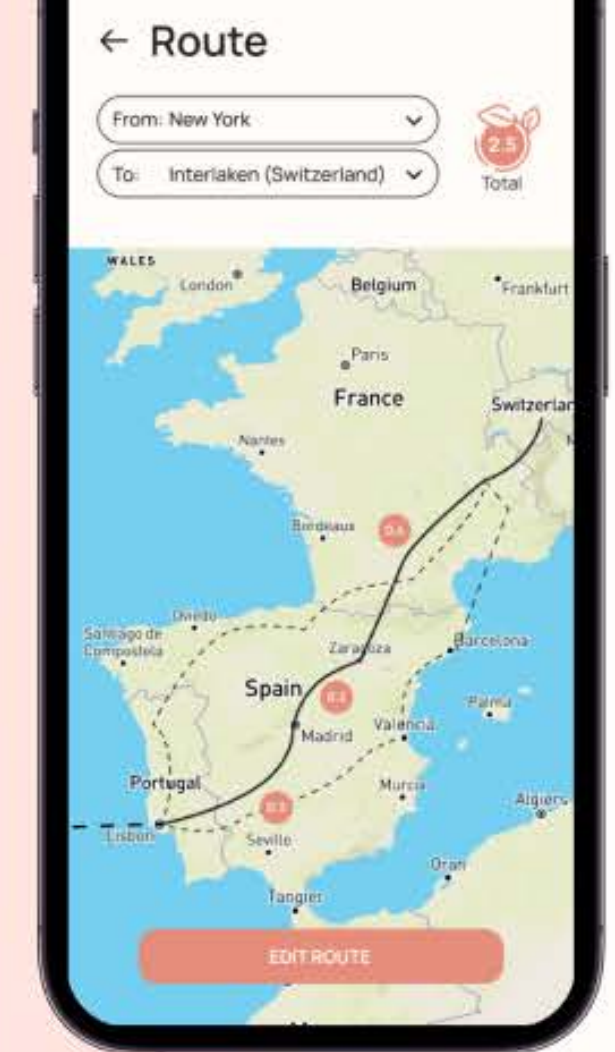 ← Route
From: New York
2.5
To: Interlaken (Switzerland)
Total
WALES
London
Belgium
Frankfurt
Paris
France
Switzerlan
Nantes
Bordeaux
Oviedo
Santiago de
Compostela
Zaragoza
Barcelona
Spain
Palma
Madrid
Valencia
Portugal
Murcia
Algiers
Lisbon
Seville
Oran
Tangier
EDIT ROUTE